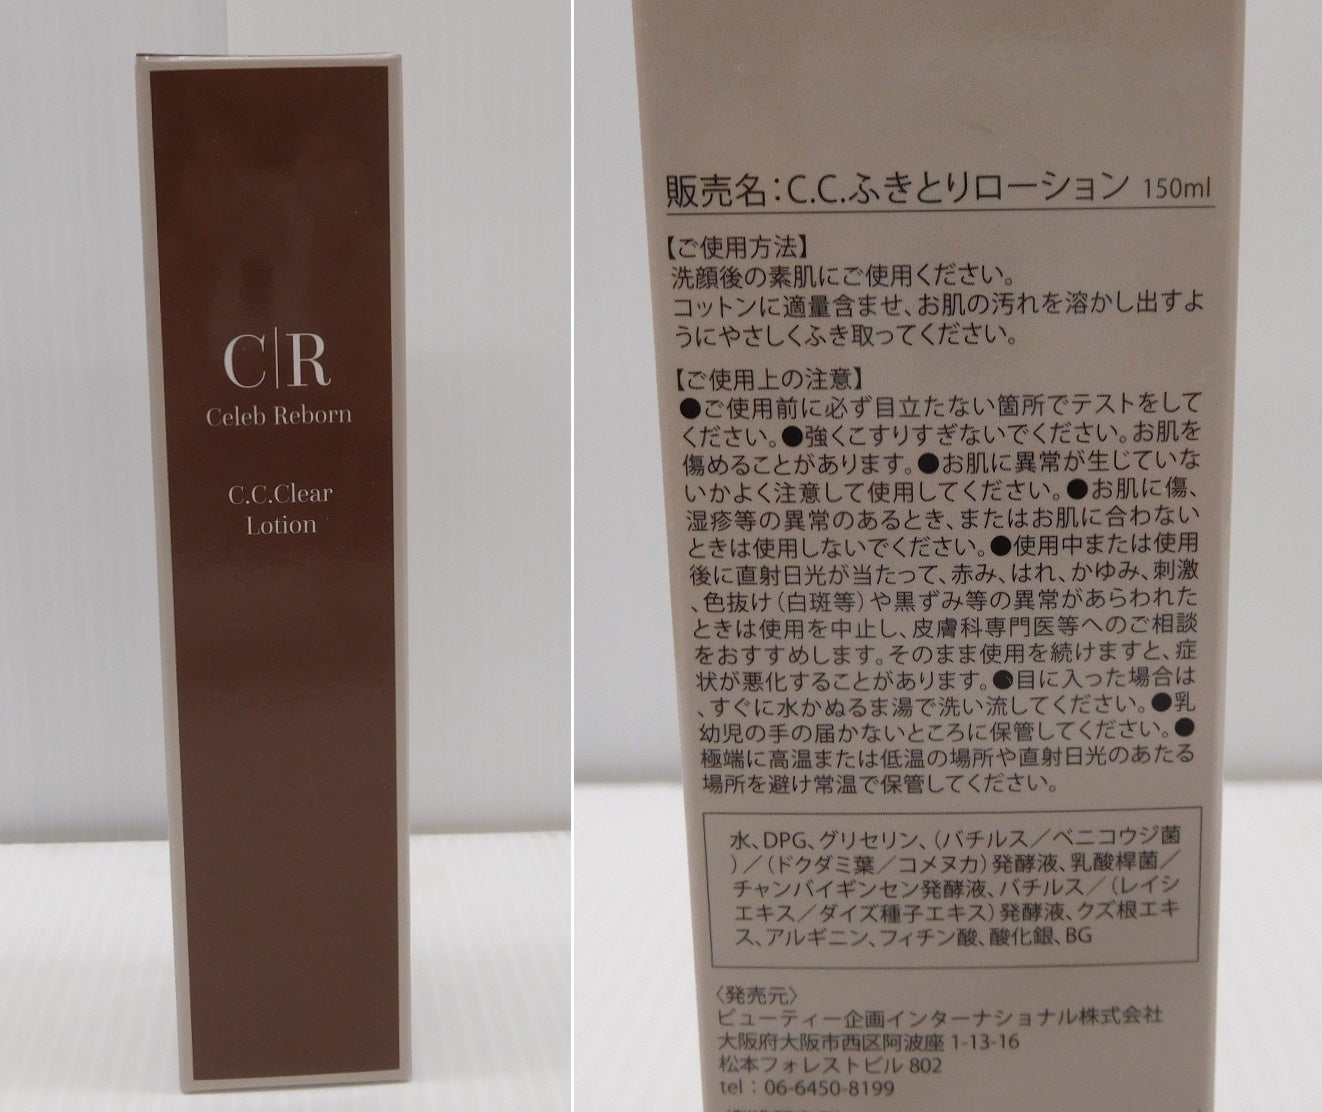 C|R
Celeb Reborn
C.C.Clear
Lotion
販売名：C.C.ふきとりローション 150ml
【ご使用方法】
洗顔後の素肌にご使用ください。
コットンに適量含ませ、お肌の汚れを溶かし出すよ
うにやさしくふき取ってください。
【ご使用上の注意】
●ご使用前に必ず目立たない箇所でテストをして
ください。●強くこすりすぎないでください。お肌を
傷めることがあります。●お肌に異常が生じていな
いかよく注意して使用してください。●お肌に傷、
湿疹等の異常のあるとき、またはお肌に合わない
ときは使用しないでください。●使用中または使用
後に直射日光が当たって、赤み、はれ、かゆみ、刺激
、色抜け（白斑等）や黒ずみ等の異常があらわれた
ときは使用を中止し、皮膚科専門医等へのご相談
をおすすめします。そのまま使用を続けますと、症
状が悪化することがあります。●目に入った場合は
、すぐに水かぬるま湯で洗い流してください。●乳
幼児の手の届かないところに保管してください。●
極端に高温または低温の場所や直射日光のあたる
場所を避け常温で保管してください。
水、DPG、グリセリン、（バチルス／ベニコウジ菌
）／（ドクダミ葉／コメヌカ）発酵液、乳酸桿菌／
チャンバイギンセン発酵液、バチルス／（レイシ
エキス／ダイズ種子エキス）発酵液、クズ根エキ
ス、アルギニン、フィチン酸、酸化銀、BG
〈発売元〉
ビューティー企画インターナショナル株式会社
大阪府大阪市西区阿波座 1-13-16
松本フォレストビル 802
tel：06-6450-8199